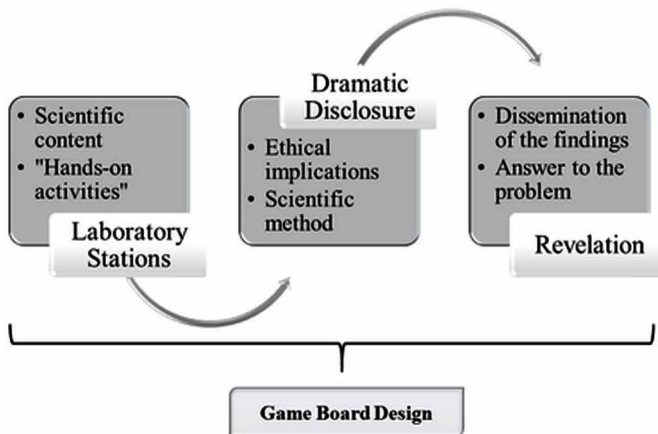 • Scientific
content
• "Hands-on
activities"
Laboratory
Stations
Dramatic
Disclosure
• Ethical
implications
• Scientific
method
• Dissemination
of the findings
• Answer to the
problem
Revelation
Game Board Design